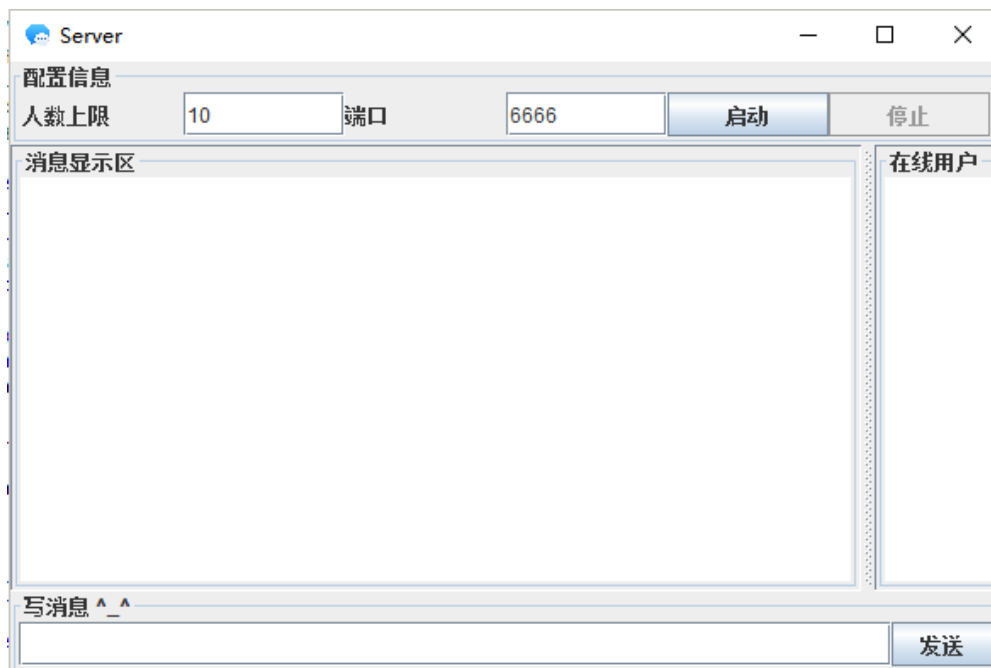 Server
配置信息
人数上限 10 端口 6666 启动 停止
消息显示区 在线用户
写消息 ^_^
发送